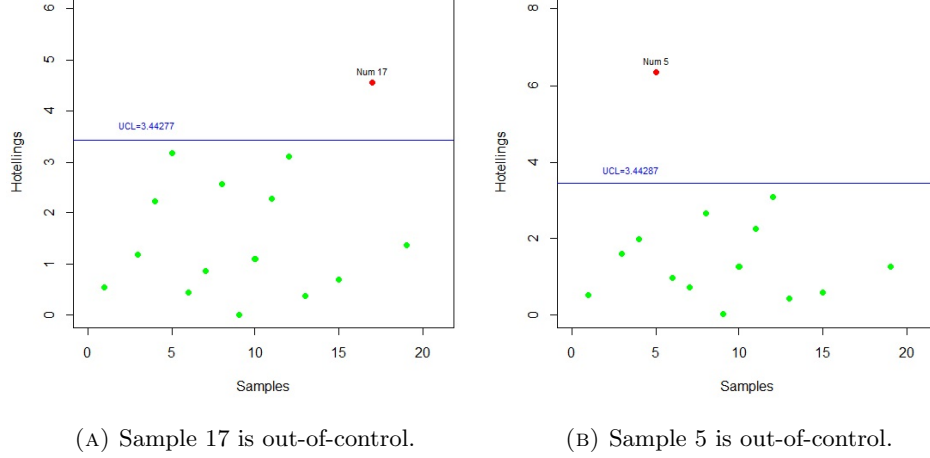 6
5
4
3
2
1
0
Hotellings
Num 17
UCL=3.44277
0 5 10 15 20
Samples
(A) Sample 17 is out-of-control.
8
6
4
2
0
Hotellings
Num 5
UCL=3.44287
0 5 10 15 20
Samples
(B) Sample 5 is out-of-control.